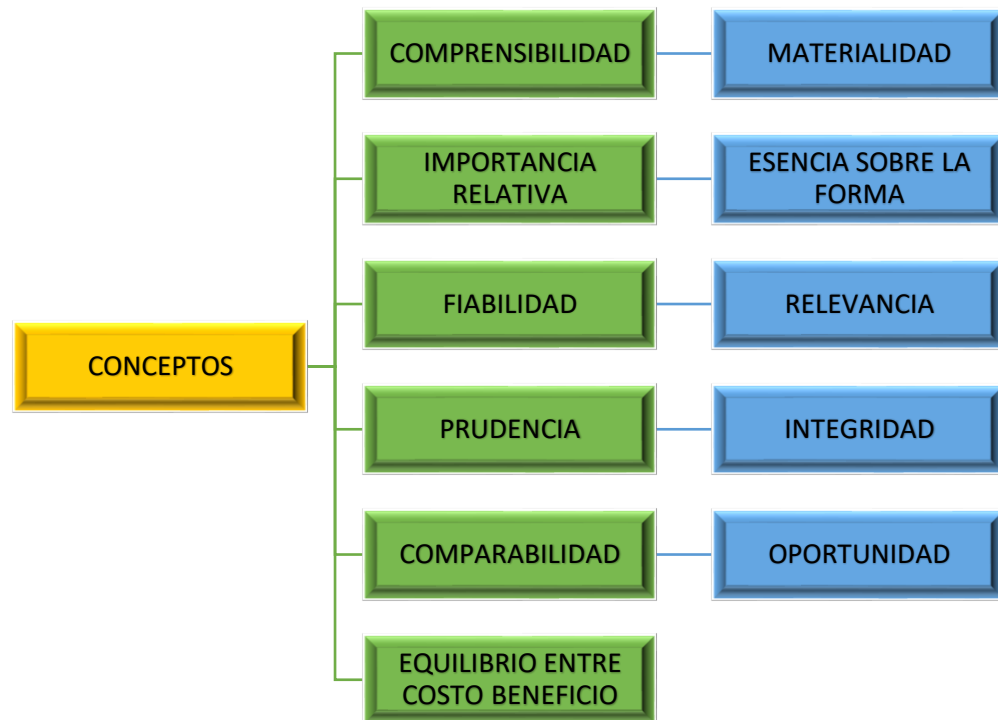 COMPRENSIBILIDAD
MATERIALIDAD
IMPORTANCIA
RELATIVA
ESENCIA SOBRE LA
FORMA
FIABILIDAD
RELEVANCIA
CONCEPTOS
PRUDENCIA
INTEGRIDAD
COMPARABILIDAD
OPORTUNIDAD
EQUILIBRIO ENTRE
COSTO BENEFICIO